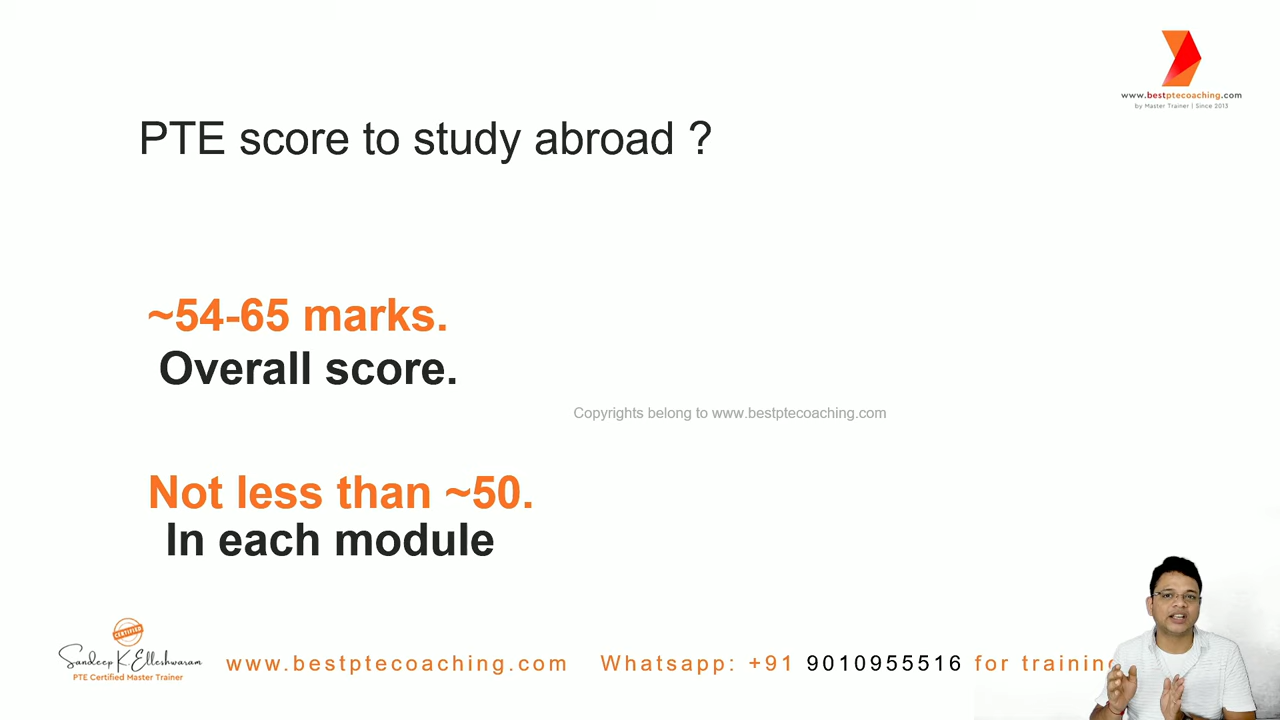 www.bestptecoaching.com
by Master Trainer | Since 2013
PTE score to study abroad ?
~54-65 marks.
Overall score.
Copyrights belong to www.bestptecoaching.com
Not less than ~50.
In each module
CERTIFIED
Sandeep K Elleshwaram
PTE Certified Master Trainer
www.bestptecoaching.com Whatsapp: +91 9010955516 for training